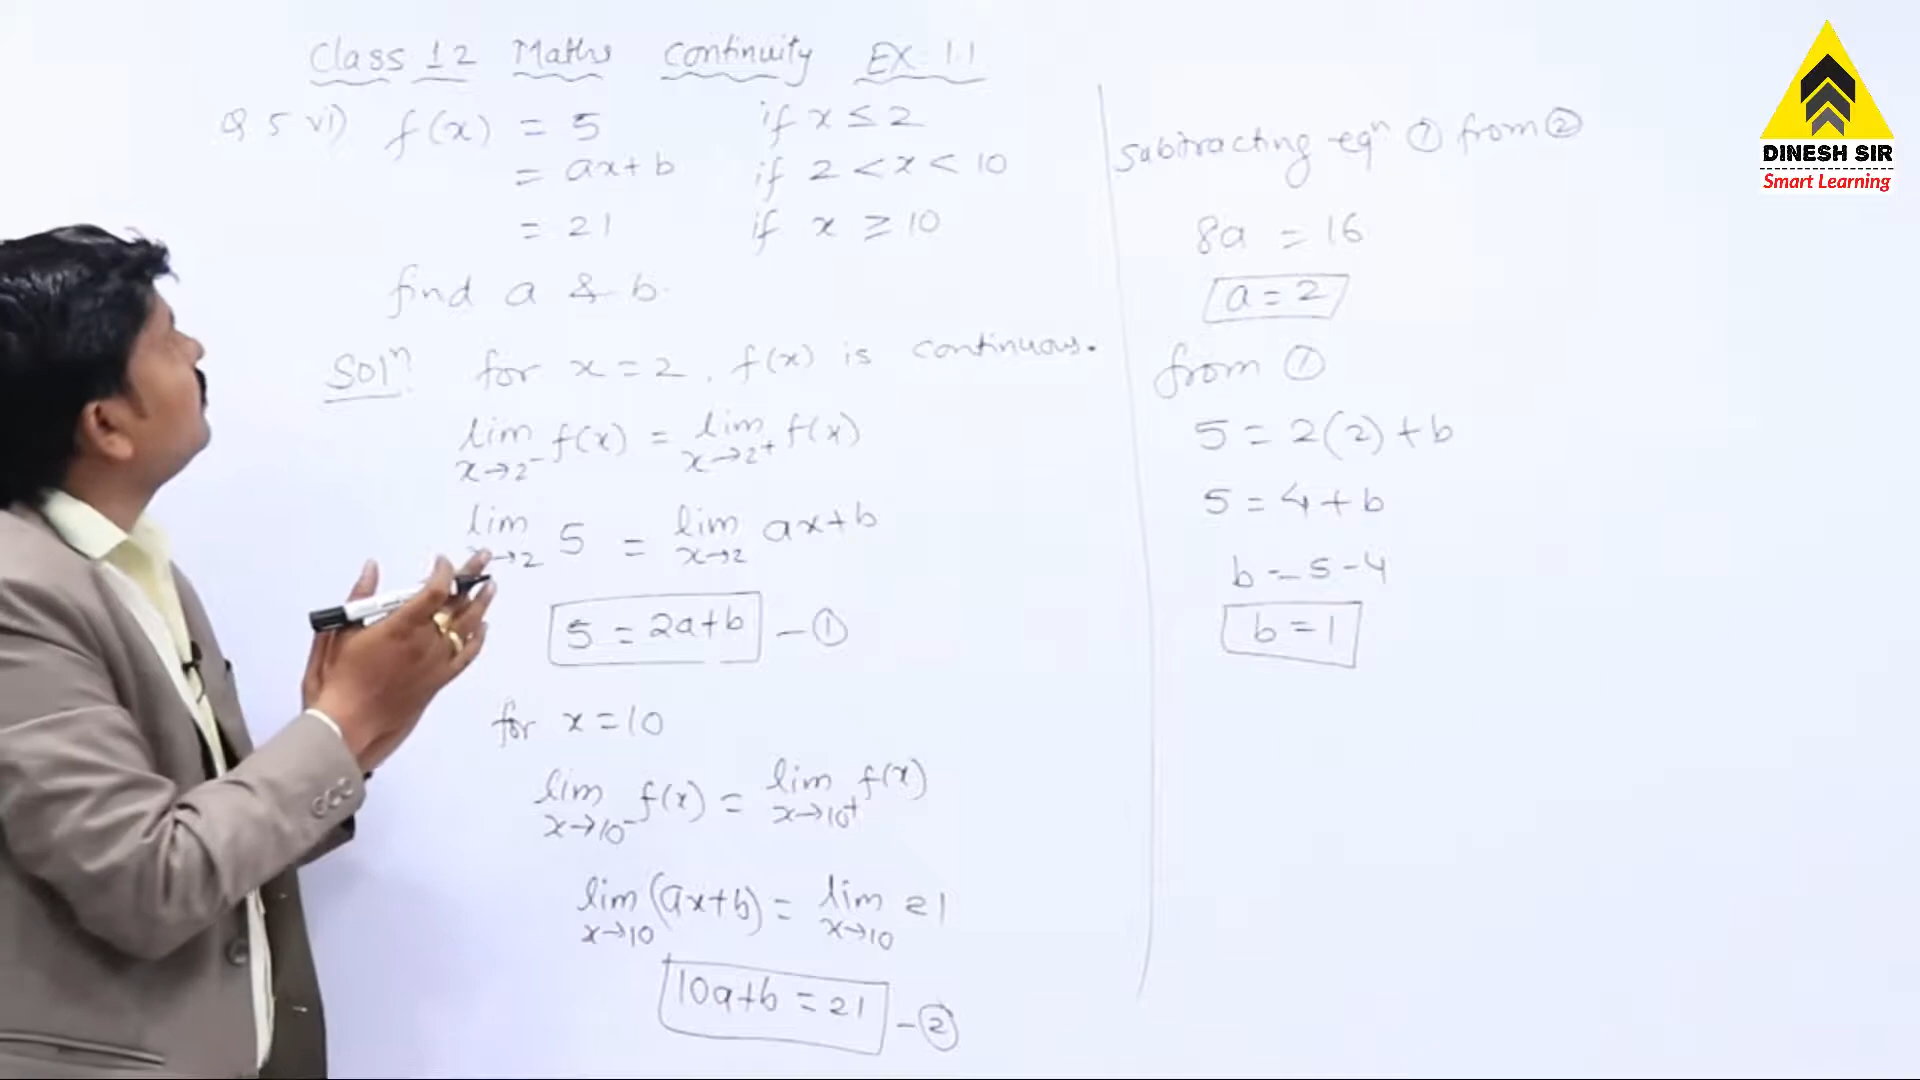 Class 12 Maths Continuity EX 1.1
Q 5 vi) f(x) = 5 if x ≤ 2
= ax+b if 2 < x < 10
= 21 if x ≥ 10
find a & b.
Solⁿ for x = 2, f(x) is continuous.
lim x→2⁻ f(x) = lim x→2⁺ f(x)
lim x→2 5 = lim x→2 ax+b
5 = 2a+b – ①
for x = 10
lim x→10⁻ f(x) = lim x→10⁺ f(x)
lim x→10 (ax+b) = lim x→10 21
10a+b = 21 – ②
Subtracting eqⁿ ① from ②
8a = 16
a = 2
from ①
5 = 2(2)+b
5 = 4+b
b = 5-4
b = 1
DINESH SIR
Smart Learning